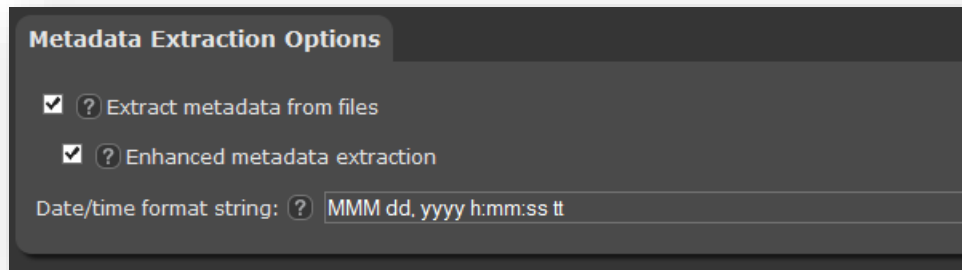 Metadata Extraction Options
? Extract metadata from files
? Enhanced metadata extraction
Date/time format string: ? MMM dd, yyyy h:mm:ss tt